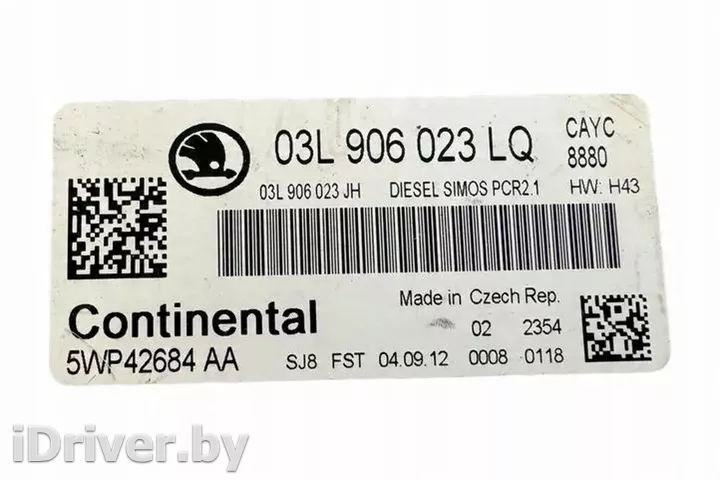 03L 906 023 LQ CAYC
8880
03L 906 023 JH DIESEL SIMOS PCR2.1 HW: H43
Made in Czech Rep.
Continental 02 2354
5WP42684 AA SJ8 FST 04.09.12 0008 0118
iDriver.by